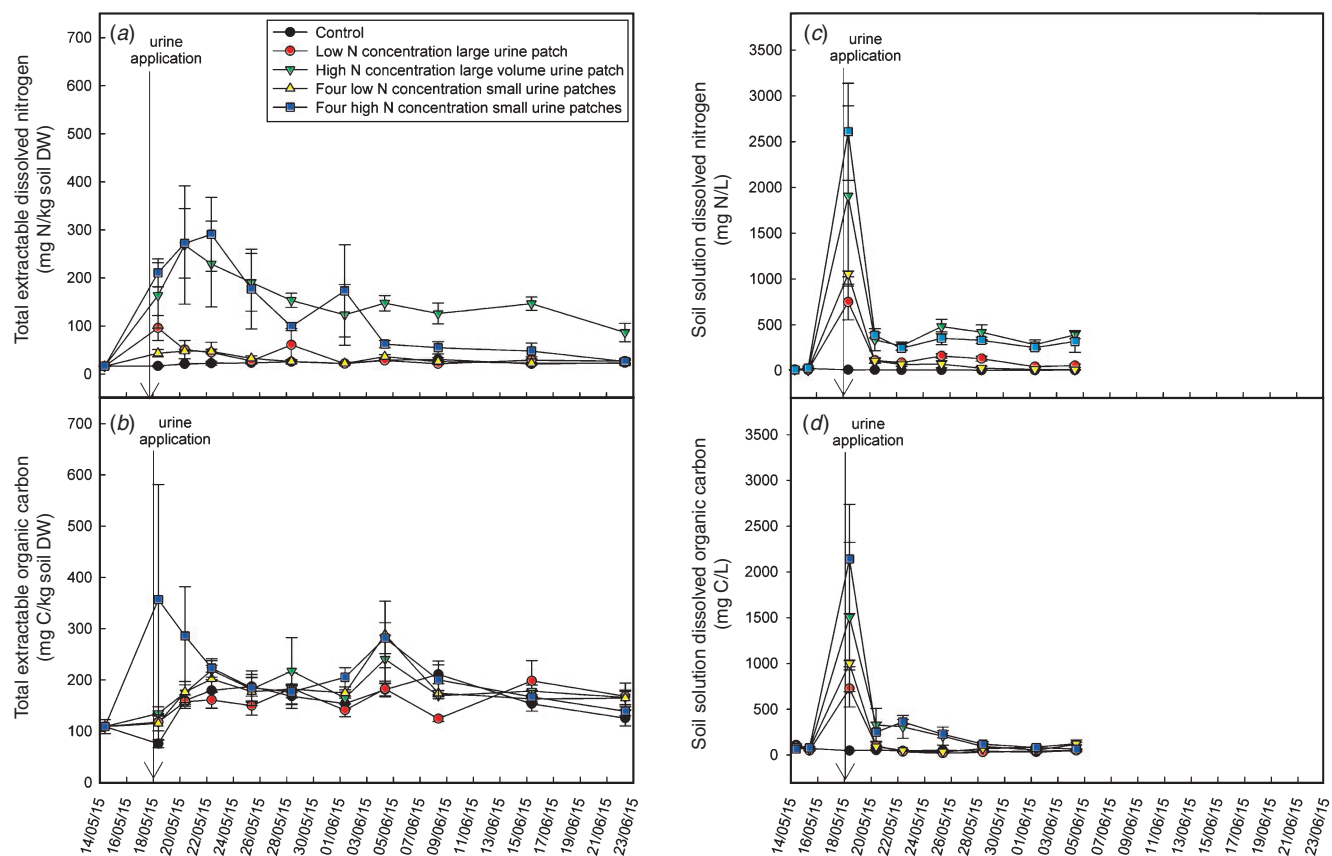 (a)
urine
application
Control
Low N concentration large urine patch
High N concentration large volume urine patch
Four low N concentration small urine patches
Four high N concentration small urine patches
Total extractable dissolved nitrogen
(mg N/kg soil DW)
700
600
500
400
300
200
100
0
(b)
urine
application
Total extractable organic carbon
(mg C/kg soil DW)
700
600
500
400
300
200
100
0
14/05/15
16/05/15
18/05/15
20/05/15
22/05/15
24/05/15
26/05/15
28/05/15
30/05/15
01/06/15
03/06/15
05/06/15
07/06/15
09/06/15
11/06/15
13/06/15
15/06/15
17/06/15
19/06/15
21/06/15
23/06/15
(c)
urine
application
Soil solution dissolved nitrogen
(mg N/L)
3500
3000
2500
2000
1500
1000
500
0
(d)
urine
application
Soil solution dissolved organic carbon
(mg C/L)
3500
3000
2500
2000
1500
1000
500
0
14/05/15
16/05/15
18/05/15
20/05/15
22/05/15
24/05/15
26/05/15
28/05/15
30/05/15
01/06/15
03/06/15
05/06/15
07/06/15
09/06/15
11/06/15
13/06/15
15/06/15
17/06/15
19/06/15
21/06/15
23/06/15